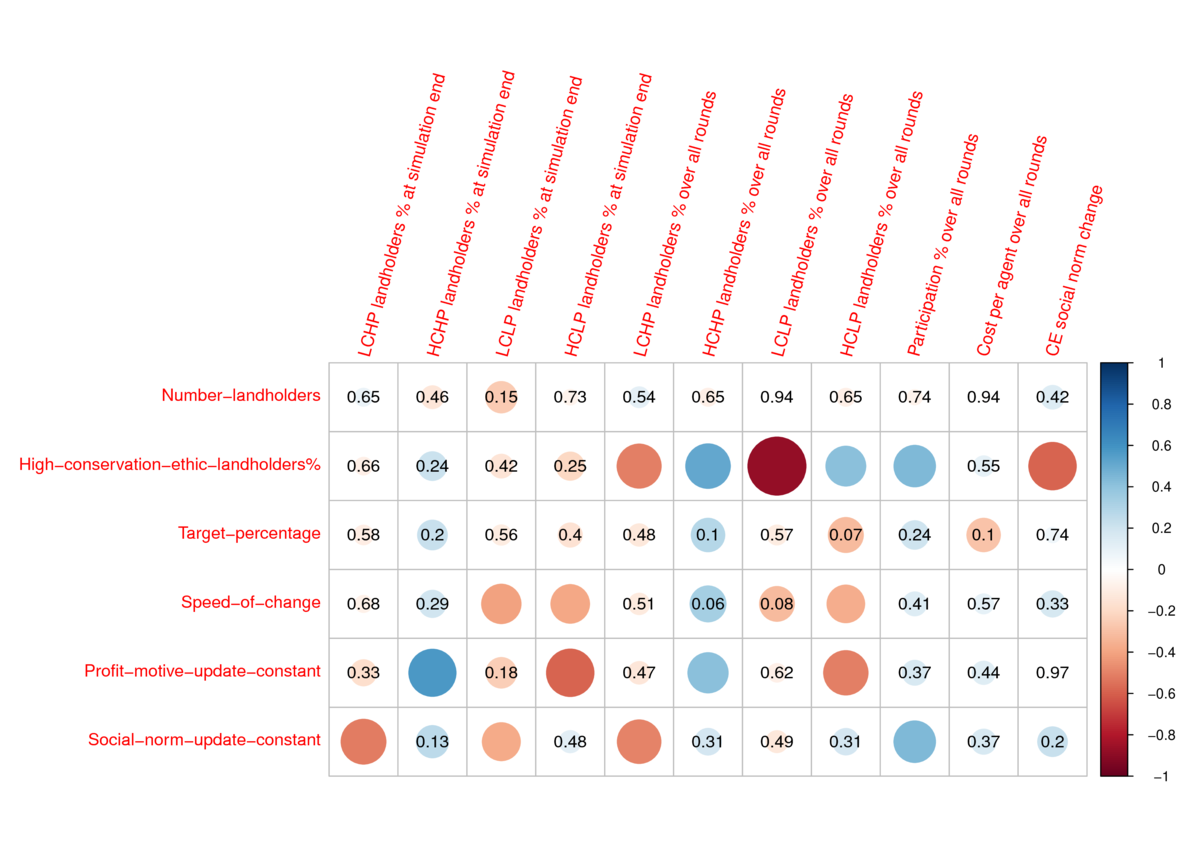 LCHP landholders % at simulation end
HCHP landholders % at simulation end
LCLP landholders % at simulation end
HCLP landholders % at simulation end
LCHP landholders % over all rounds
HCHP landholders % over all rounds
LCLP landholders % over all rounds
HCLP landholders % over all rounds
Participation % over all rounds
Cost per agent over all rounds
CE social norm change
Number−landholders 0.65 0.46 0.15 0.73 0.54 0.65 0.94 0.65 0.74 0.94 0.42
High−conservation−ethic−landholders% 0.66 0.24 0.42 0.25 0.55
Target−percentage 0.58 0.2 0.56 0.4 0.48 0.1 0.57 0.07 0.24 0.1 0.74
Speed−of−change 0.68 0.29 0.51 0.06 0.08 0.41 0.57 0.33
Profit−motive−update−constant 0.33 0.18 0.47 0.62 0.37 0.44 0.97
Social−norm−update−constant 0.13 0.48 0.31 0.49 0.31 0.37 0.2
1
0.8
0.6
0.4
0.2
0
−0.2
−0.4
−0.6
−0.8
−1